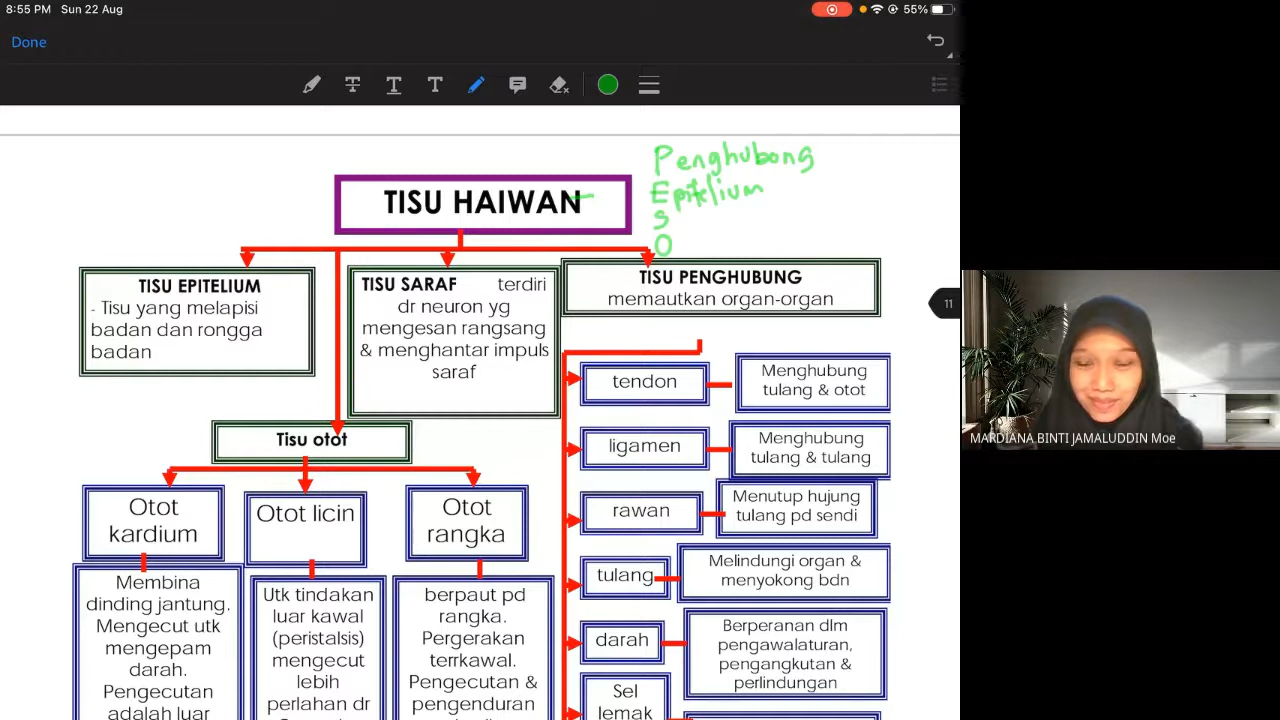 8:55 PM Sun 22 Aug
55%
Done
Penghubong
Epitelium
S
O
TISU HAIWAN
TISU EPITELIUM
- Tisu yang melapisi
badan dan rongga
badan
TISU SARAF terdiri
dr neuron yg
mengesan rangsang
& menghantar impuls
saraf
TISU PENGHUBUNG
memautkan organ-organ
11
tendon
Menghubung
tulang & otot
ligamen
Menghubung
tulang & tulang
rawan
Menutup hujung
tulang pd sendi
tulang
Melindungi organ &
menyokong bdn
darah
Berperanan dlm
pengawalaturan,
pengangkutan &
perlindungan
Sel
lemak
Tisu otot
Otot
kardium
Membina
dinding jantung.
Mengecut utk
mengepam
darah.
Pengecutan
adalah luar
Otot licin
Utk tindakan
luar kawal
(peristalsis)
mengecut
lebih
perlahan dr
Otot
rangka
berpaut pd
rangka.
Pergerakan
terrkawal.
Pengecutan &
pengenduran
MARDIANA BINTI JAMALUDDIN Moe